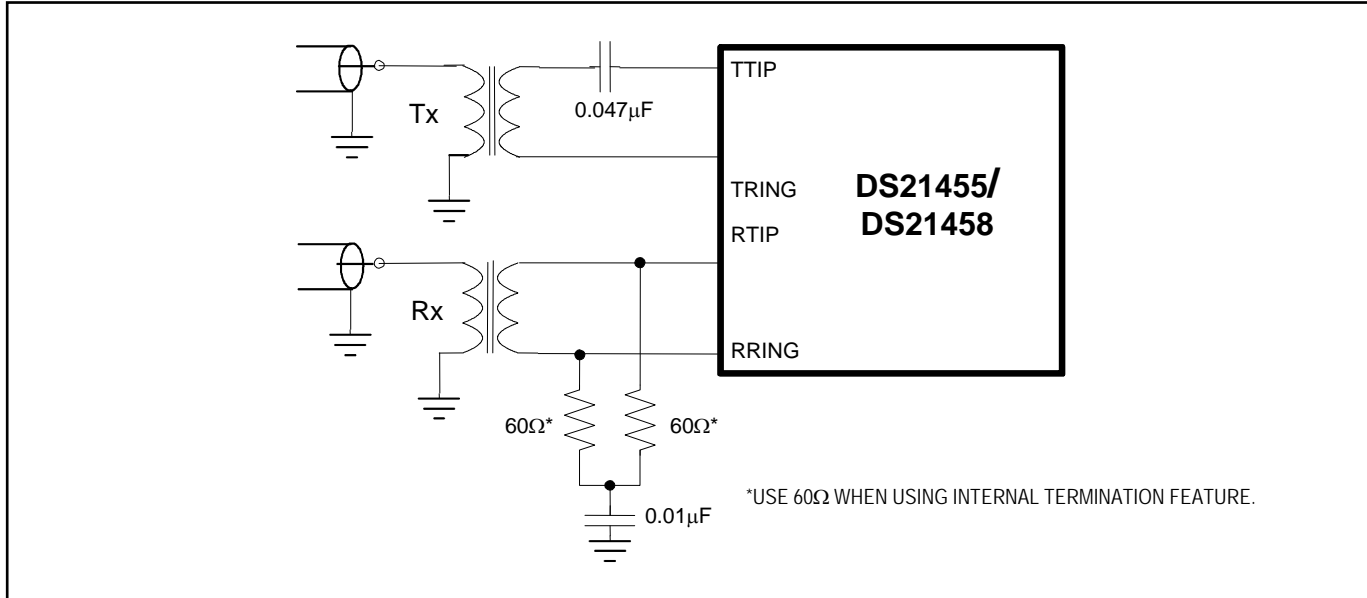 TTIP
0.047µF
Tx
TRING
DS21455/
DS21458
RTIP
Rx
RRING
60Ω*
60Ω*
*USE 60Ω WHEN USING INTERNAL TERMINATION FEATURE.
0.01µF